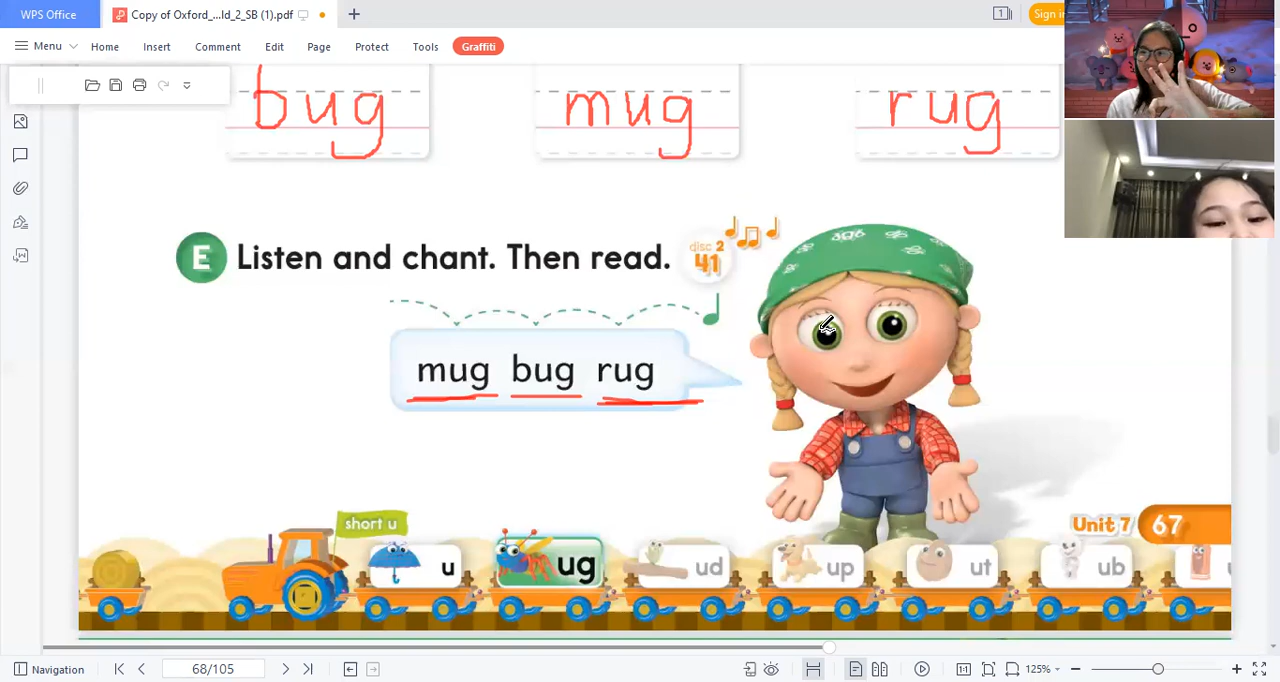 WPS Office
Copy of Oxford_...ld_2_SB (1).pdf
1
Sign in
Menu
Home
Insert
Comment
Edit
Page
Protect
Tools
Graffiti
bug
mug
rug
E Listen and chant. Then read.
disc 2
41
mug bug rug
short u
u
mug
ud
up
ut
ub
Unit 7 67
Navigation
68/105
125%